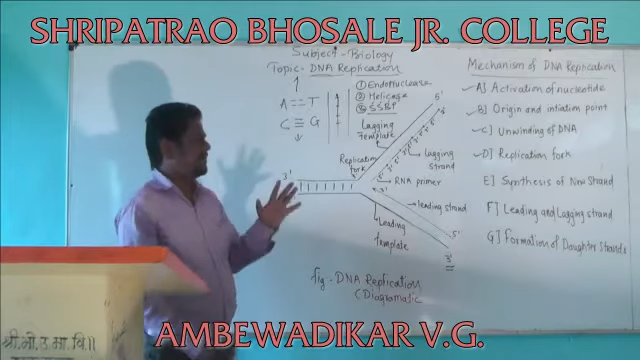 SHRIPATRAO BHOSALE JR. COLLEGE
Subject - Biology
Topic - DNA Replication
A = T
C ≡ G
① Endonuclease
② Helicase
③ SSBP
Lagging
Template
Replication
fork
5'
3'
lagging
strand
RNA primer
3'
leading strand
Leading
Template
5'
3'
fig - DNA Replication
(Diagramatic
Mechanism of DNA Replication
A] Activation of nucleotide
B] Origin and intiation point
C] Unwinding of DNA
D] Replication fork
E] Synthesis of New Strand
F] Leading and Lagging strand
G] Formation of Doughter Strands
श्री. भो. उ. मा. वि॥
AMBEWADIKAR V.G.